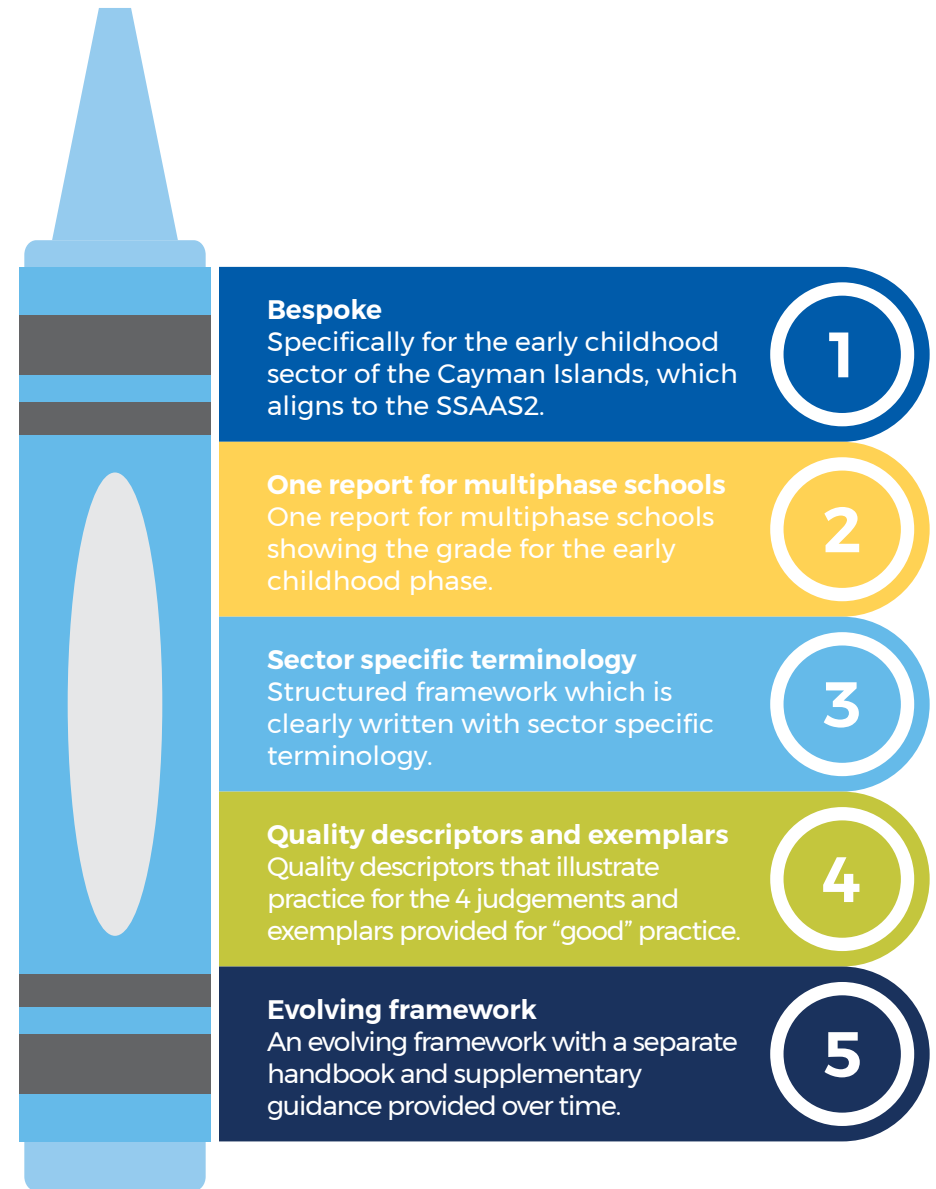 Bespoke
Specifically for the early childhood
sector of the Cayman Islands, which
aligns to the SSAAS2.
1
One report for multiphase schools
One report for multiphase schools
showing the grade for the early
childhood phase.
2
Sector specific terminology
Structured framework which is
clearly written with sector specific
terminology.
3
Quality descriptors and exemplars
Quality descriptors that illustrate
practice for the 4 judgements and
exemplars provided for “good” practice.
4
Evolving framework
An evolving framework with a separate
handbook and supplementary
guidance provided over time.
5